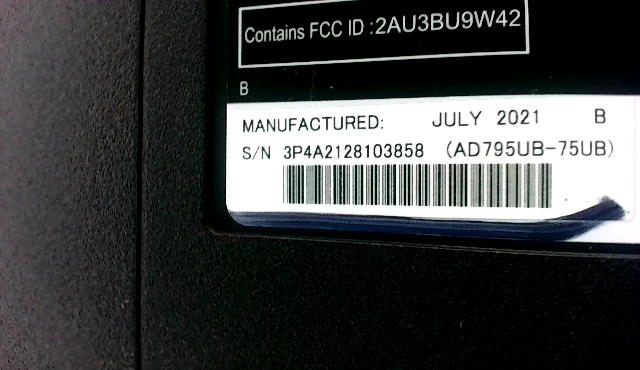 Contains FCC ID :2AU3BU9W42
B
MANUFACTURED: JULY 2021 B
S/N 3P4A2128103858 (AD795UB-75UB)